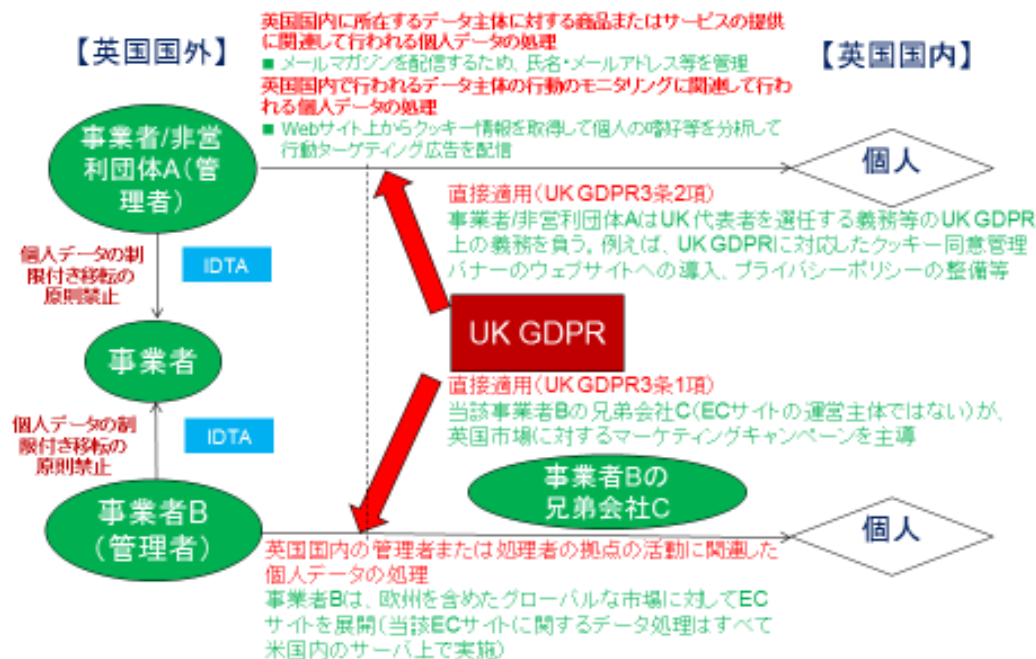 英国国内に所在するデータ主体に対する商品またはサービスの提供
に関連して行われる個人データの処理
■ メールマガジンを配信するため、氏名・メールアドレス等を管理
英国国内で行われるデータ主体の行動のモニタリングに関連して行わ
れる個人データの処理
■ Webサイト上からクッキー情報を取得して個人の嗜好等を分析して
行動ターゲティング広告を配信
【英国国外】
【英国国内】
事業者/非営
利団体A(管
理者)
個人
直接適用(UK GDPR3条2項)
事業者/非営利団体AはUK代表者を選任する義務等のUK GDPR
上の義務を負う。例えば、UK GDPRに対応したクッキー同意管理
バナーのウェブサイトへの導入、プライバシーポリシーの整備等
個人データの制
限付き移転の
原則禁止
IDTA
事業者
UK GDPR
直接適用(UK GDPR3条1項)
当該事業者Bの兄弟会社C(ECサイトの運営主体ではない)が、
英国市場に対するマーケティングキャンペーンを主導
個人データの制
限付き移転の
原則禁止
IDTA
事業者Bの
兄弟会社C
事業者B
(管理者)
個人
英国国内の管理者または処理者の拠点の活動に関連した
個人データの処理
事業者Bは、欧州を含めたグローバルな市場に対してEC
サイトを展開(当該ECサイトに関するデータ処理はすべて
米国内のサーバ上で実施)